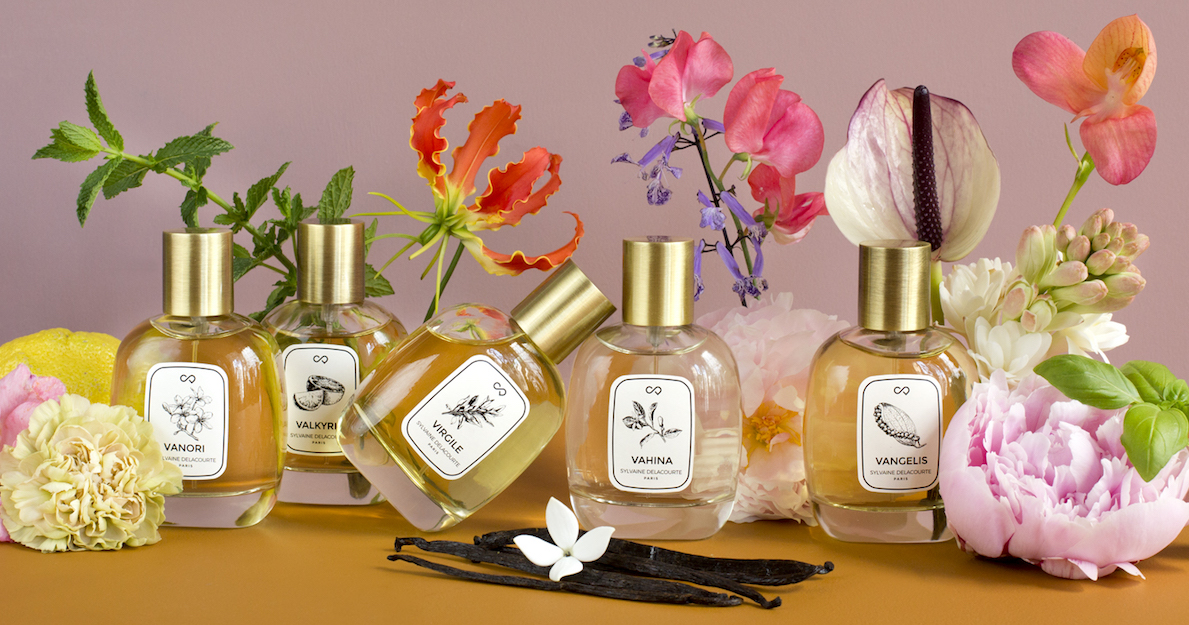 VANORI
SYLVAINE DELACOURTE
PARIS
VALKYRI
SYLVAINE DELACOURTE
PARIS
VIRGILE
SYLVAINE DELACOURTE
PARIS
VAHINA
SYLVAINE DELACOURTE
PARIS
VANGELIS
SYLVAINE DELACOURTE
PARIS